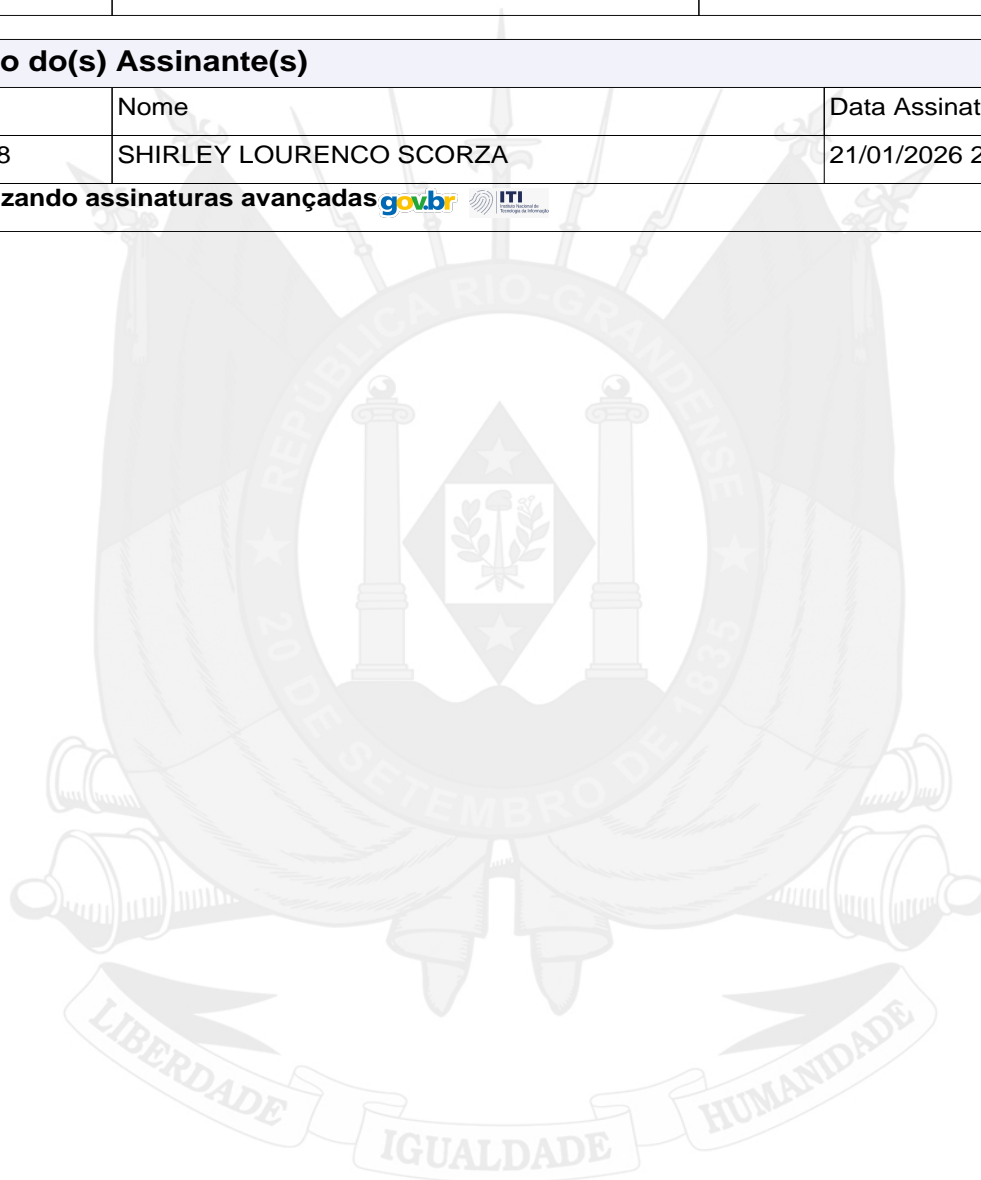 o do(s) Assinante(s)
Nome
Data Assinat
8
SHIRLEY LOURENCO SCORZA
21/01/2026 2
zando assinaturas avançadas gov.br ITI
REPÚBLICA RIO-GRANDENSE
20 DE SETEMBRO DE 1835
LIBERDADE
IGUALDADE
HUMANIDADE